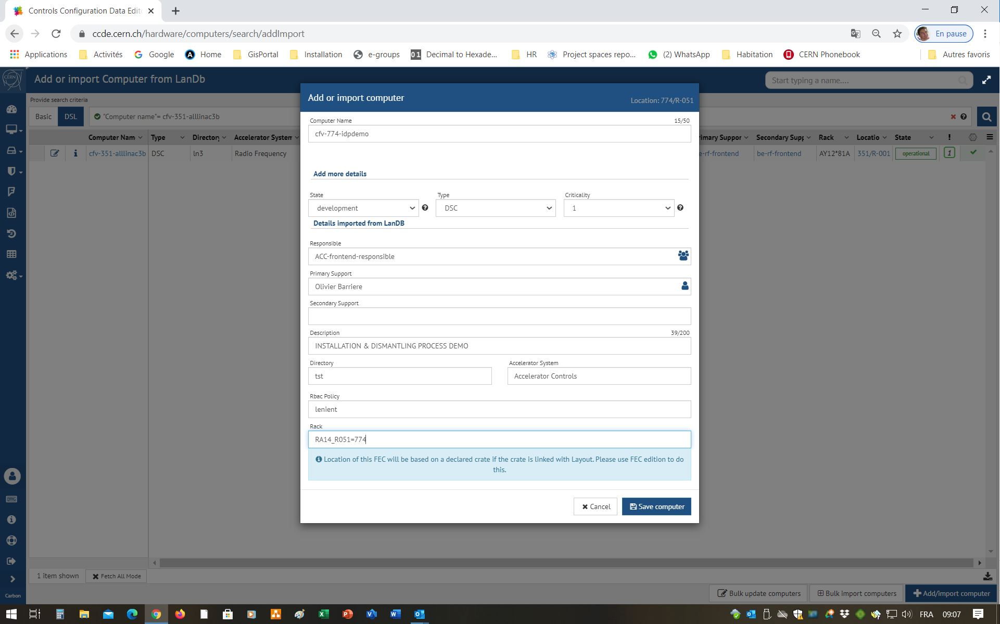 Controls Configuration Data Edit
ccde.cern.ch/hardware/computers/search/addImport
En pause
Applications
Activités
Google
Home
GisPortal
Installation
e-groups
Decimal to Hexade...
HR
Project spaces repo...
(2) WhatsApp
Habitation
CERN Phonebook
Autres favoris
CERN
Add or import Computer from LanDb
Start typing a name....
Provide search criteria
Basic
DSL
"Computer name"= cfv-351-alllinac3b
Computer Nam
Type
Directory
Accelerator System
rimary Suppor
Secondary Supp
Rack
Locatio
State
!
cfv-351-alllinac3b
DSC
ln3
Radio Frequency
e-rf-frontend
be-rf-frontend
AY12*81A
351/R-001
operational
1
Add or import computer
Location: 774/R-051
Computer Name
15/50
cfv-774-idpdemo
Add more details
State
Type
Criticality
development
DSC
1
Details imported from LanDB
Responsible
ACC-frontend-responsible
Primary Support
Olivier Barriere
Secondary Support
Description
39/200
INSTALLATION & DISMANTLING PROCESS DEMO
Directory
Accelerator System
tst
Accelerator Controls
Rbac Policy
lenient
Rack
RA14_R051=774
Location of this FEC will be based on a declared crate if the crate is linked with Layout. Please use FEC edition to do
this.
Cancel
Save computer
1 item shown
Fetch All Mode
Carbon
Bulk update computers
Bulk import computers
Add/import computer
FRA
09:07